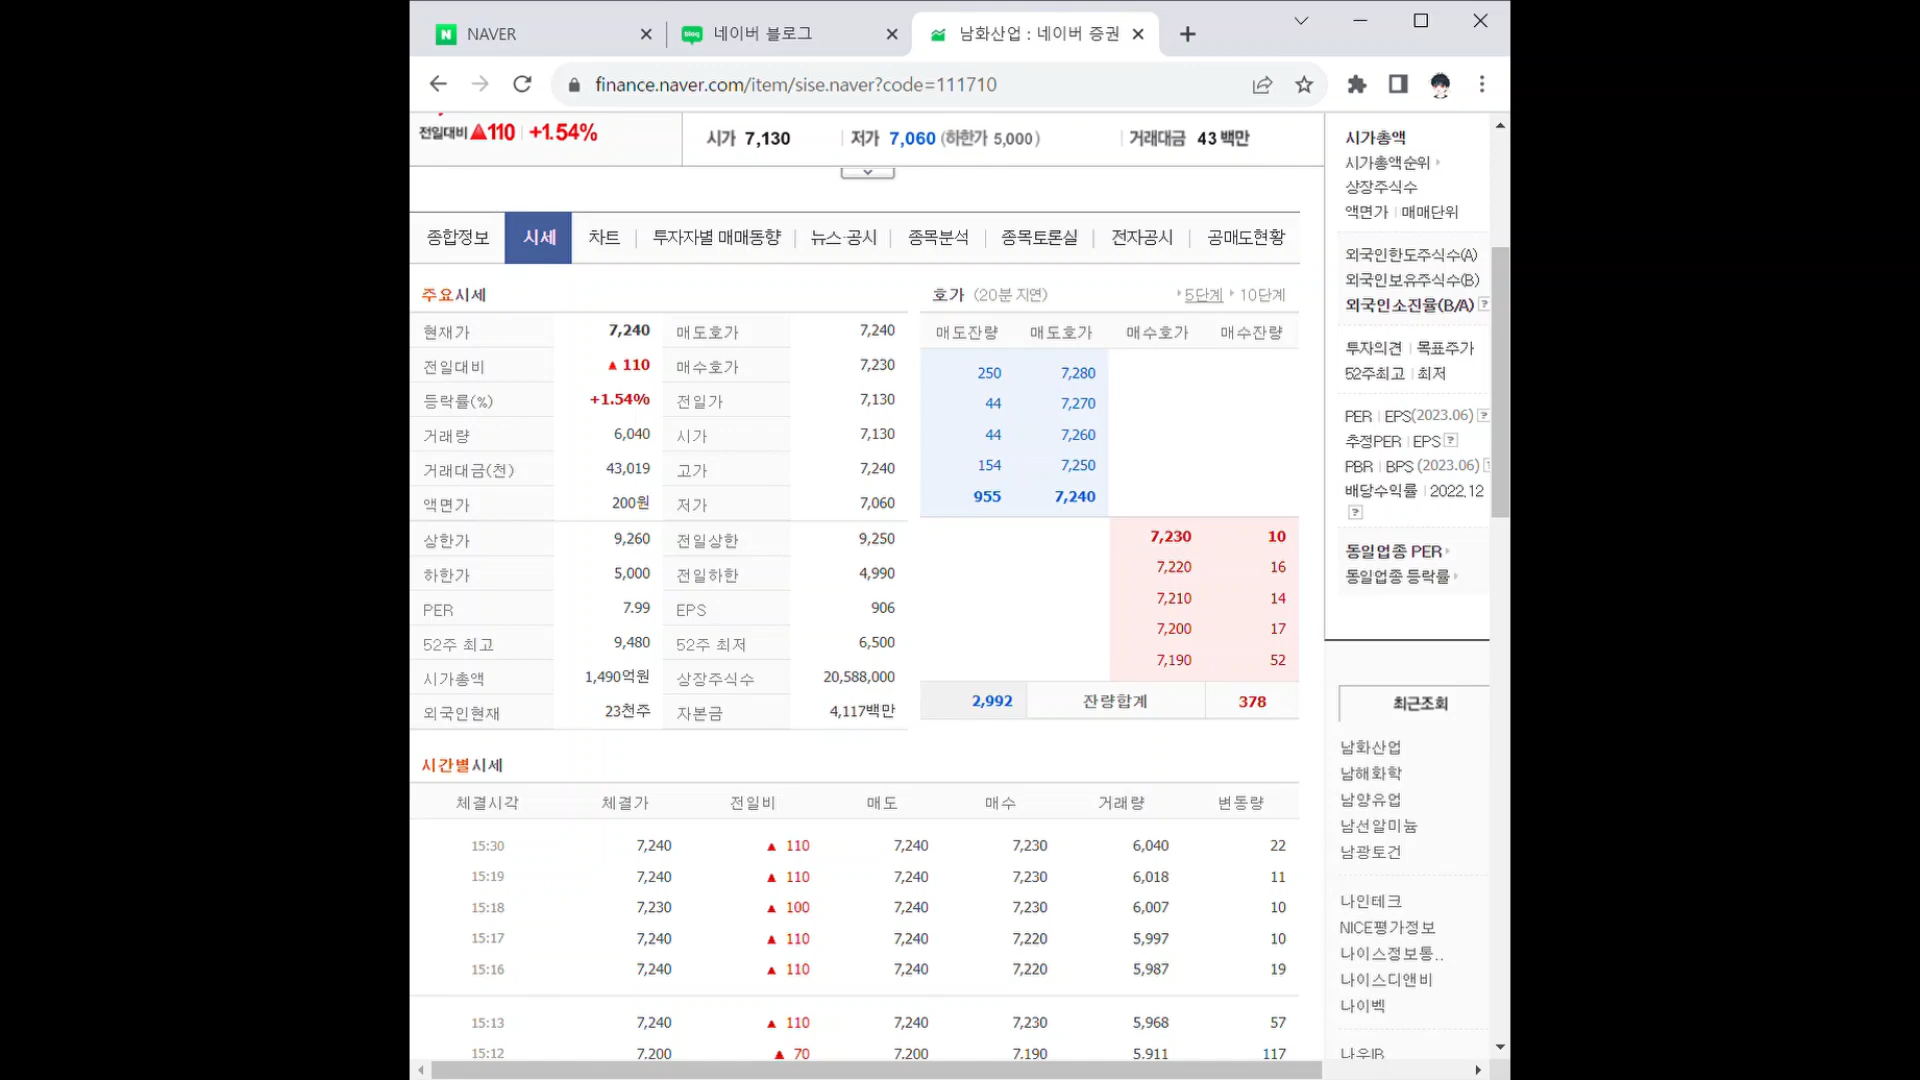 NAVER
네이버 블로그
남화산업 : 네이버 증권
finance.naver.com/item/sise.naver?code=111710
전일대비 ▲110 +1.54%
시가 7,130 저가 7,060 (하한가 5,000) 거래대금 43 백만
종합정보 시세 차트 투자자별 매매동향 뉴스·공시 종목분석 종목토론실 전자공시 공매도현황
주요시세
현재가 7,240 매도호가 7,240
전일대비 ▲ 110 매수호가 7,230
등락률(%) +1.54% 전일가 7,130
거래량 6,040 시가 7,130
거래대금(천) 43,019 고가 7,240
액면가 200원 저가 7,060
상한가 9,260 전일상한 9,250
하한가 5,000 전일하한 4,990
PER 7.99 EPS 906
52주 최고 9,480 52주 최저 6,500
시가총액 1,490억원 상장주식수 20,588,000
외국인현재 23천주 자본금 4,117백만
호가 (20분 지연) 5단계 10단계
매도잔량 매도호가 매수호가 매수잔량
250 7,280
44 7,270
44 7,260
154 7,250
955 7,240
7,230 10
7,220 16
7,210 14
7,200 17
7,190 52
2,992 잔량합계 378
시간별시세
체결시각 체결가 전일비 매도 매수 거래량 변동량
15:30 7,240 ▲ 110 7,240 7,230 6,040 22
15:19 7,240 ▲ 110 7,240 7,230 6,018 11
15:18 7,230 ▲ 100 7,240 7,230 6,007 10
15:17 7,240 ▲ 110 7,240 7,220 5,997 10
15:16 7,240 ▲ 110 7,240 7,220 5,987 19
15:13 7,240 ▲ 110 7,240 7,230 5,968 57
15:12 7,200 ▲ 70 7,200 7,190 5,911 117
시가총액
시가총액순위
상장주식수
액면가 | 매매단위
외국인한도주식수(A)
외국인보유주식수(B)
외국인소진율(B/A) ?
투자의견 | 목표주가
52주최고 | 최저
PER | EPS(2023.06) ?
추정PER | EPS ?
PBR | BPS (2023.06) ?
배당수익률 | 2022.12
?
동일업종 PER
동일업종 등락률
최근조회
남화산업
남해화학
남양유업
남선알미늄
남광토건
나인테크
NICE평가정보
나이스정보통..
나이스디앤비
나이벡
나우IB